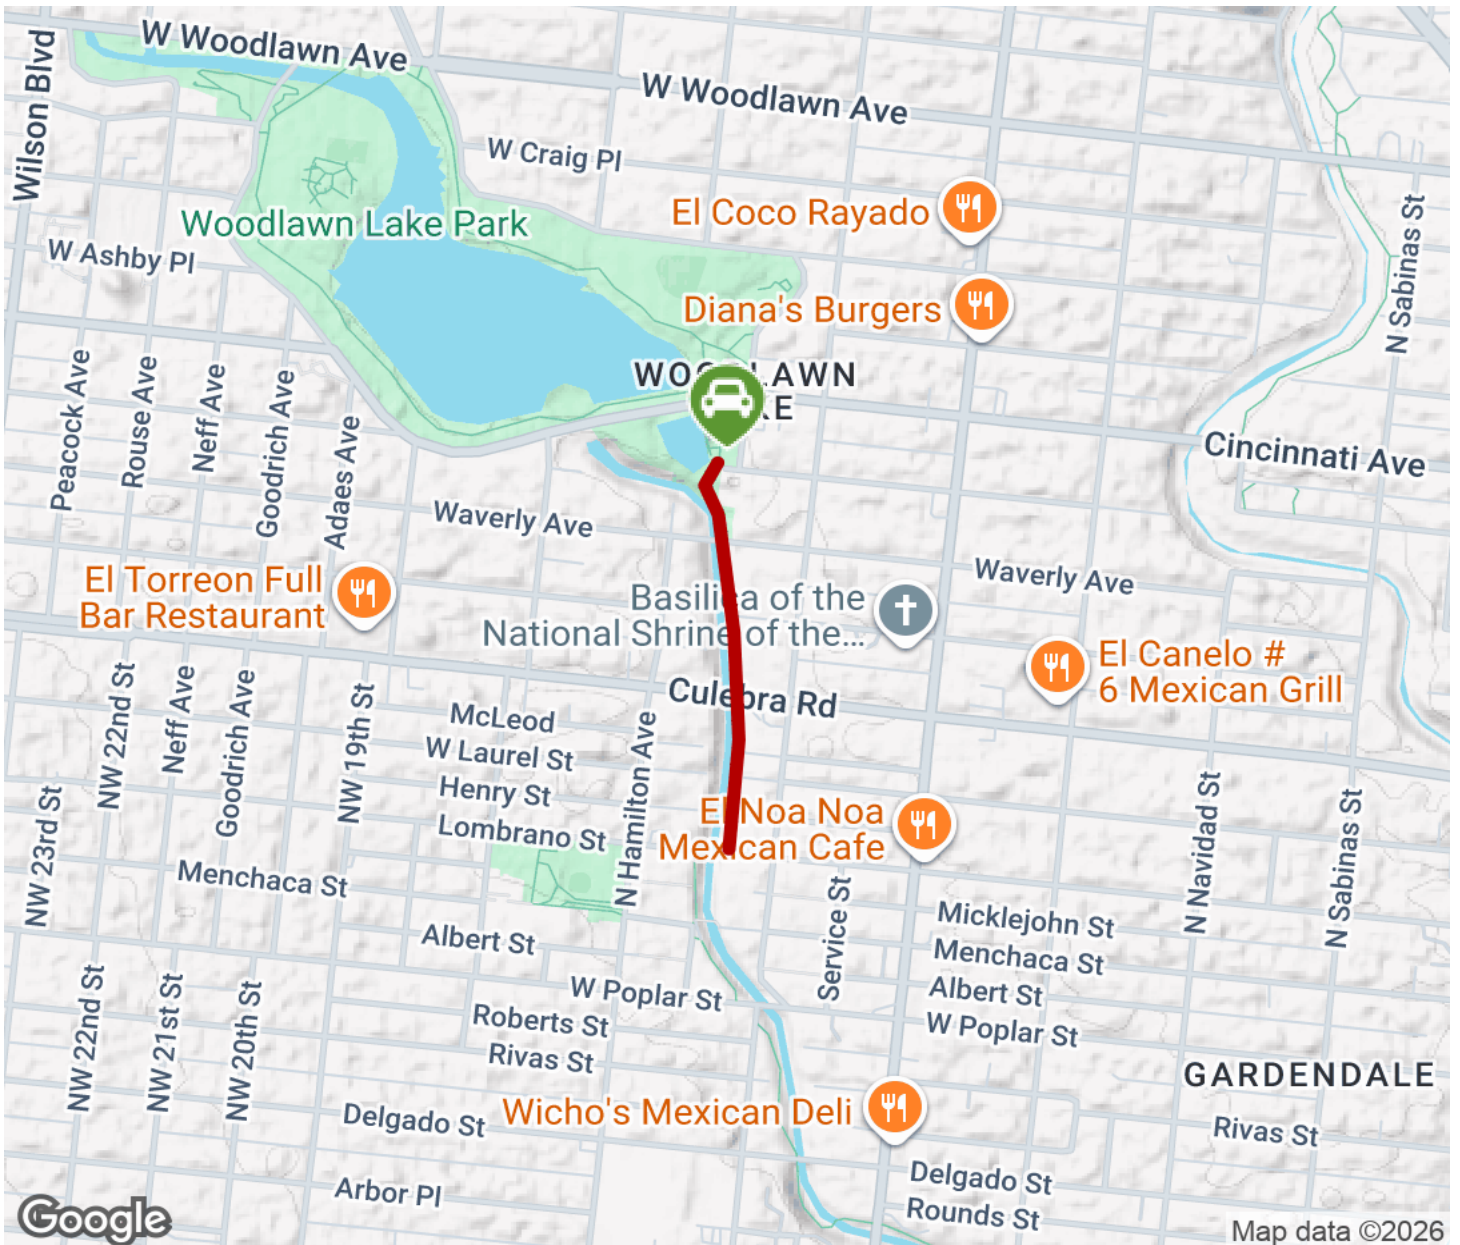 W Woodlawn Ave
W Woodlawn Ave
Wilson Blvd
W Craig Pl
El Coco Rayado
Woodlawn Lake Park
N Sabinas St
W Ashby Pl
Diana's Burgers
Peacock Ave
Rouse Ave
Neff Ave
Goodrich Ave
Adaes Ave
Cincinnati Ave
Waverly Ave
Waverly Ave
El Torreon Full
Bar Restaurant
Basilica of the
National Shrine of the...
El Canelo #
6 Mexican Grill
Culebra Rd
NW 22nd St
Neff Ave
Goodrich Ave
NW 19th St
McLeod
W Laurel St
Henry St
Lombrano St
N Hamilton Ave
El Noa Noa
Mexican Cafe
NW 23rd St
Menchaca St
Service St
N Navidad St
N Sabinas St
Micklejohn St
Menchaca St
Albert St
W Poplar St
Albert St
W Poplar St
Roberts St
Rivas St
NW 22nd St
NW 21st St
NW 20th St
GARDENDALE
Wicho's Mexican Deli
Delgado St
Rivas St
Arbor Pl
Delgado St
Rounds St
Google
Map data ©2026